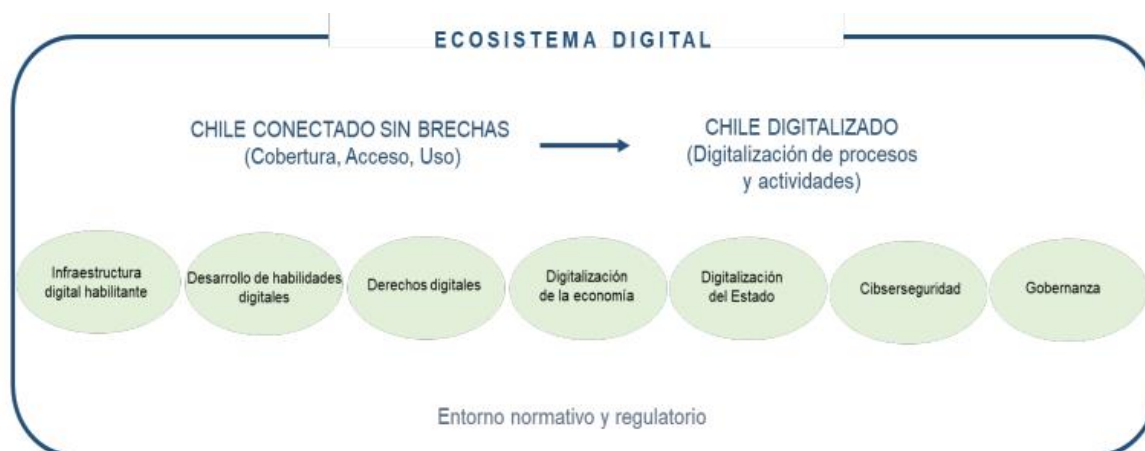 ECOSISTEMA DIGITAL
CHILE CONECTADO SIN BRECHAS
(Cobertura, Acceso, Uso)
CHILE DIGITALIZADO
(Digitalización de procesos
y actividades)
Infraestructura
digital habilitante
Desarrollo de habilidades
digitales
Derechos digitales
Digitalización
de la economía
Digitalización
del Estado
Cibserseguridad
Gobernanza
Entorno normativo y regulatorio